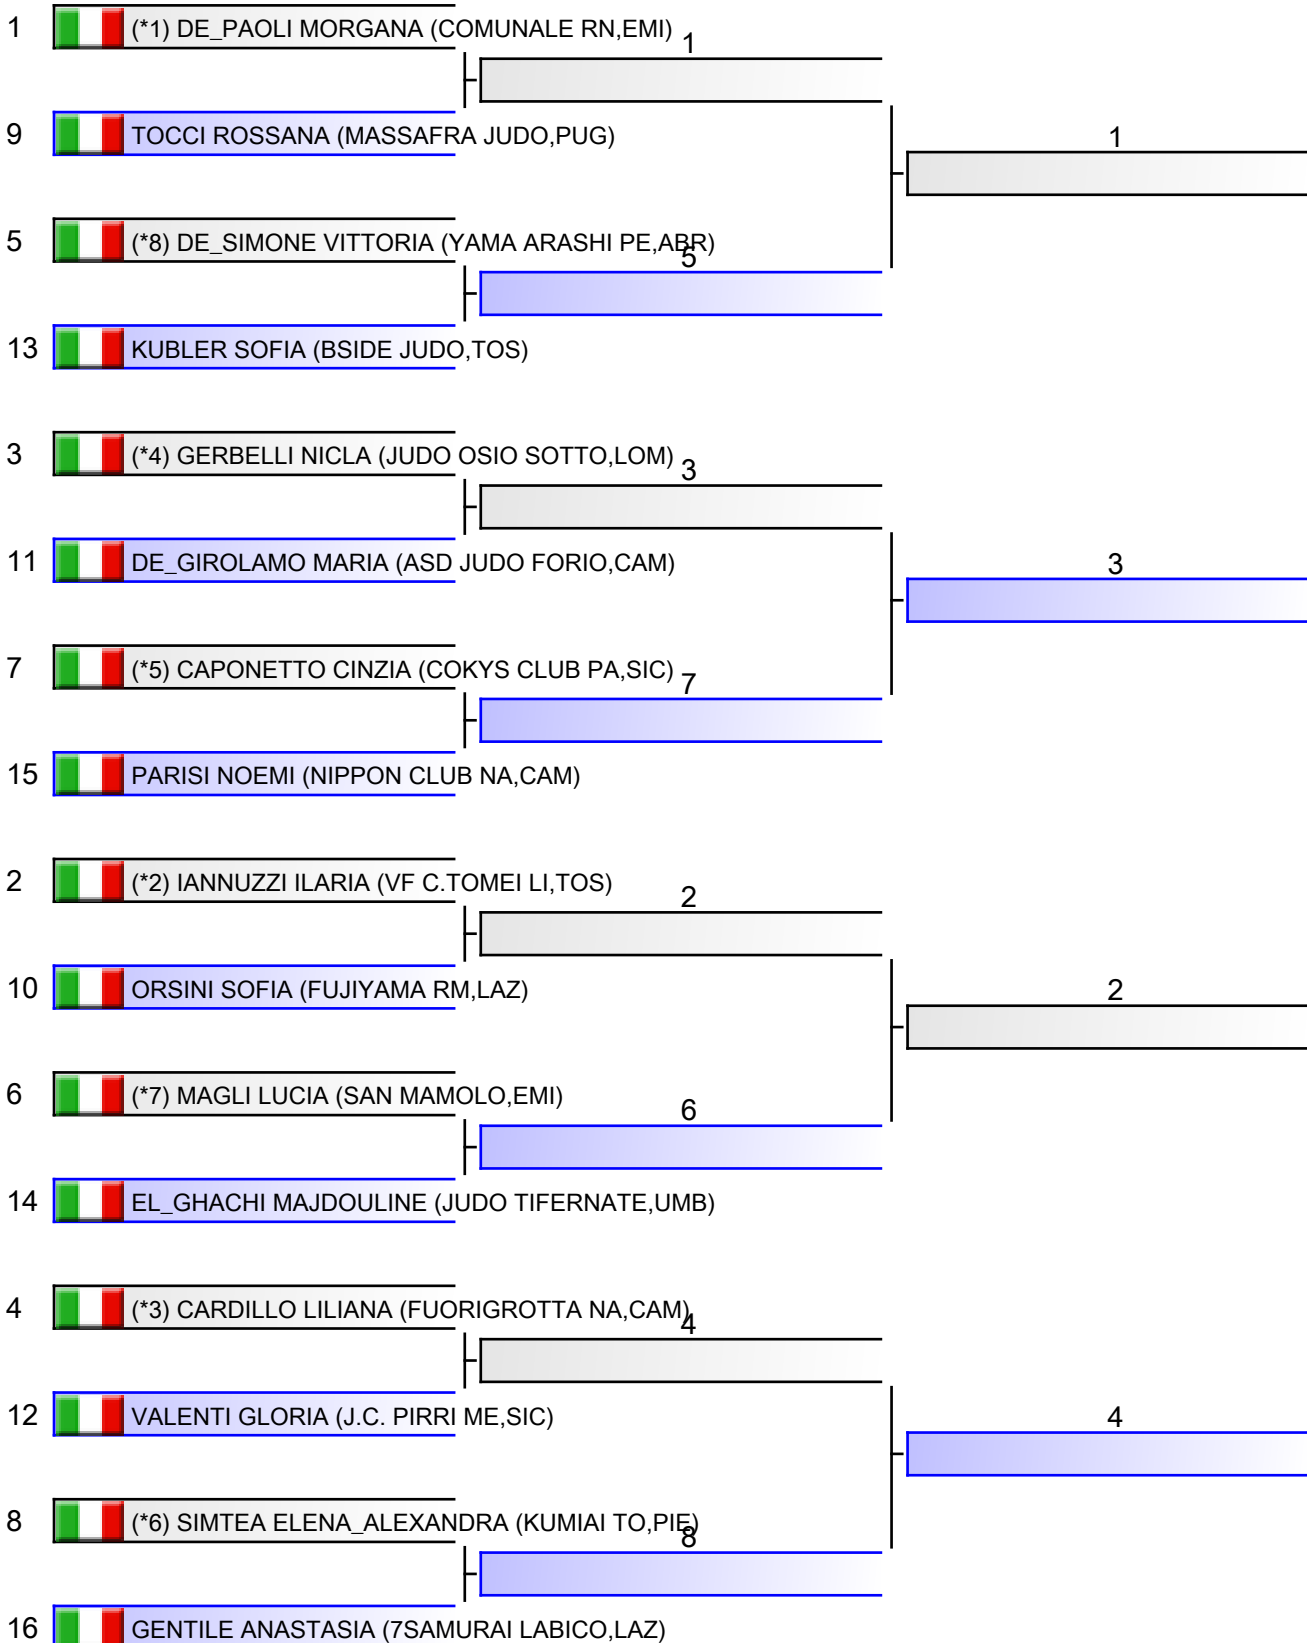 1 (*1) DE_PAOLI MORGANA (COMUNALE RN,EMI)
1
9 TOCCI ROSSANA (MASSAFRA JUDO,PUG)
1
5 (*8) DE_SIMONE VITTORIA (YAMA ARASHI PE,ABR)
5
13 KUBLER SOFIA (BSIDE JUDO,TOS)
3 (*4) GERBELLI NICLA (JUDO OSIO SOTTO,LOM)
3
11 DE_GIROLAMO MARIA (ASD JUDO FORIO,CAM)
3
7 (*5) CAPONETTO CINZIA (COKYS CLUB PA,SIC)
7
15 PARISI NOEMI (NIPPON CLUB NA,CAM)
2 (*2) IANNUZZI ILARIA (VF C.TOMEI LI,TOS)
2
10 ORSINI SOFIA (FUJIYAMA RM,LAZ)
2
6 (*7) MAGLI LUCIA (SAN MAMOLO,EMI)
6
14 EL_GHACHI MAJDOULINE (JUDO TIFERNATE,UMB)
4 (*3) CARDILLO LILIANA (FUORIGROTTA NA,CAM)
4
12 VALENTI GLORIA (J.C. PIRRI ME,SIC)
4
8 (*6) SIMTEA ELENA_ALEXANDRA (KUMIAI TO,PIE)
8
16 GENTILE ANASTASIA (7SAMURAI LABICO,LAZ)